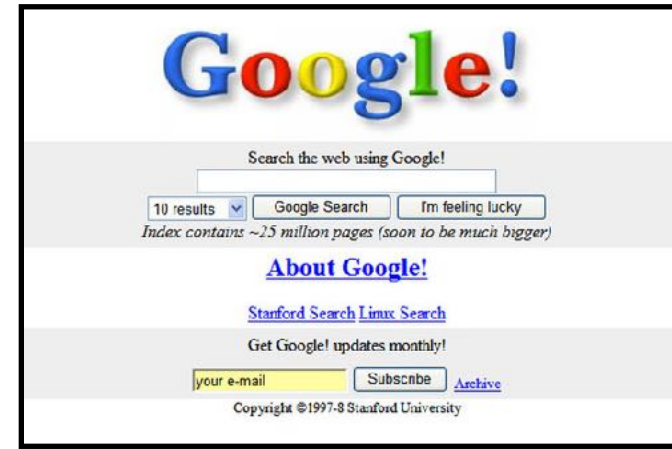 Google!
Search the web using Google!
10 results Google Search I'm feeling lucky
Index contains ~25 million pages (soon to be much bigger)
About Google!
Stanford Search Linux Search
Get Google! updates monthly!
your e-mail Subscribe Archive
Copyright ©1997-8 Stanford University